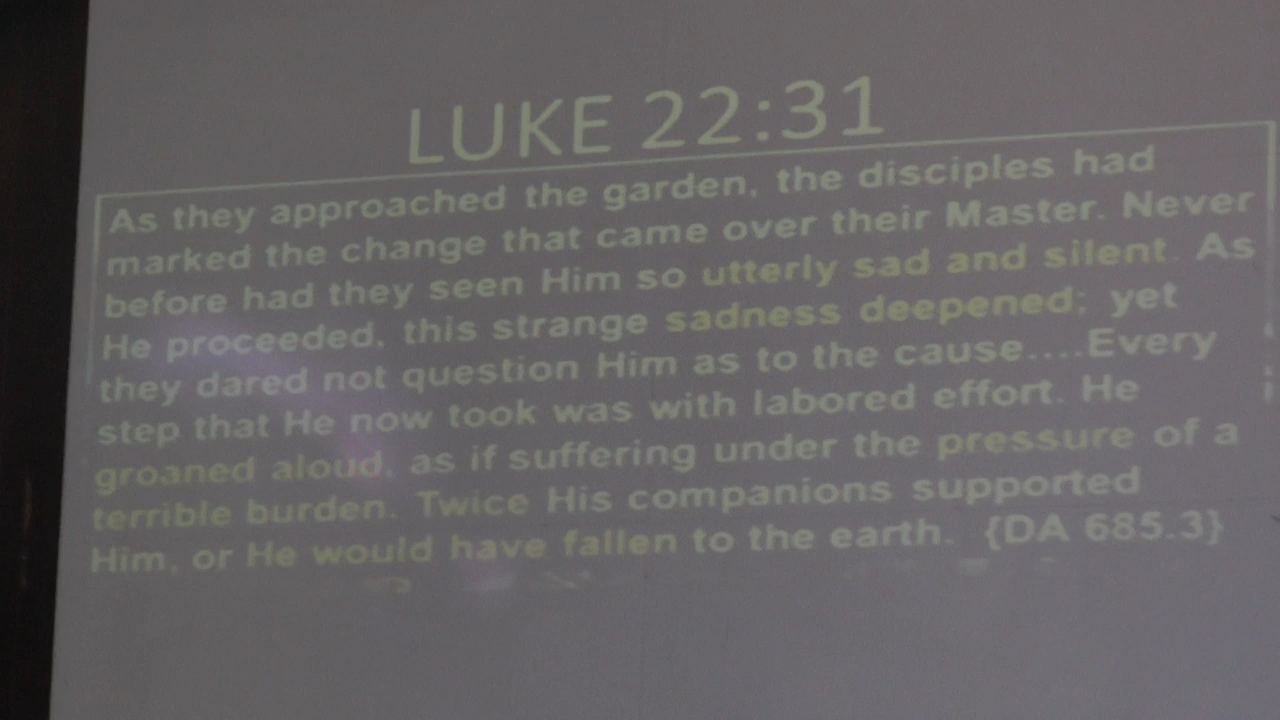 LUKE 22:31
As they approached the garden, the disciples had
marked the change that came over their Master. Never
before had they seen Him so utterly sad and silent. As
He proceeded, this strange sadness deepened; yet
they dared not question Him as to the cause.....Every
step that He now took was with labored effort. He
groaned aloud, as if suffering under the pressure of a
terrible burden. Twice His companions supported
Him, or He would have fallen to the earth. {DA 685.3}